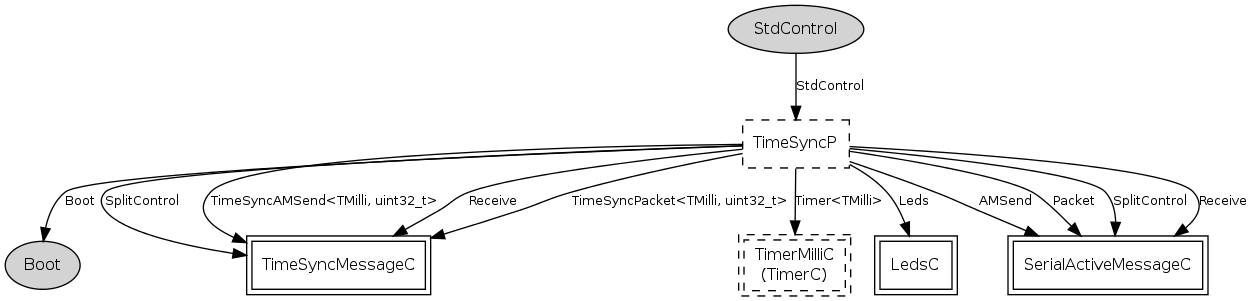 StdControl
StdControl
TimeSyncP
Boot
SplitControl
TimeSyncAMSend<TMilli, uint32_t>
Receive
TimeSyncPacket<TMilli, uint32_t>
Timer<TMilli>
Leds
AMSend
Packet
SplitControl
Receive
Boot
TimeSyncMessageC
TimerMilliC
(TimerC)
LedsC
SerialActiveMessageC